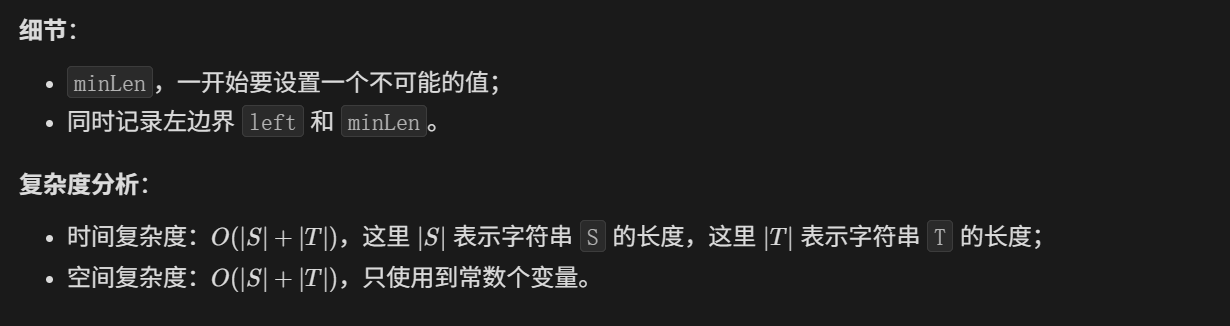 细节：
minLen，一开始要设置一个不可能的值；
同时记录左边界 left 和 minLen。
复杂度分析：
时间复杂度：O(|S| + |T|)，这里 |S| 表示字符串 S 的长度，这里 |T| 表示字符串 T 的长度；
空间复杂度：O(|S| + |T|)，只使用到常数个变量。